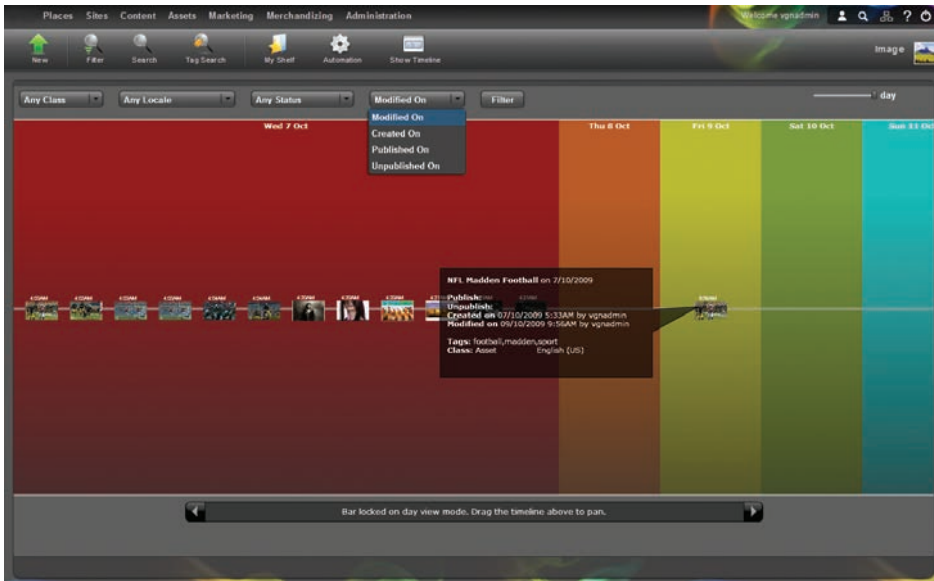 Places Sites Content Assets Marketing Merchandizing Administration
Welcome vgnadmin ?
New Filter Search Tag Search My Shelf Automation Show Timeline
Image
Any Class Any Locale Any Status Modified On Filter
day
Modified On
Created On
Published On
Unpublished On
Wed 7 Oct Thu 8 Oct Fri 9 Oct Sat 10 Oct Sun 11 Oct
NFL Madden Football on 7/10/2009
Publish:
Unpublish:
Created on 07/10/2009 5:33AM by vgnadmin
Modified on 09/10/2009 9:56AM by vgnadmin
Tags: football,madden,sport
Class: Asset English (US)
Bar locked on day view mode. Drag the timeline above to pan.